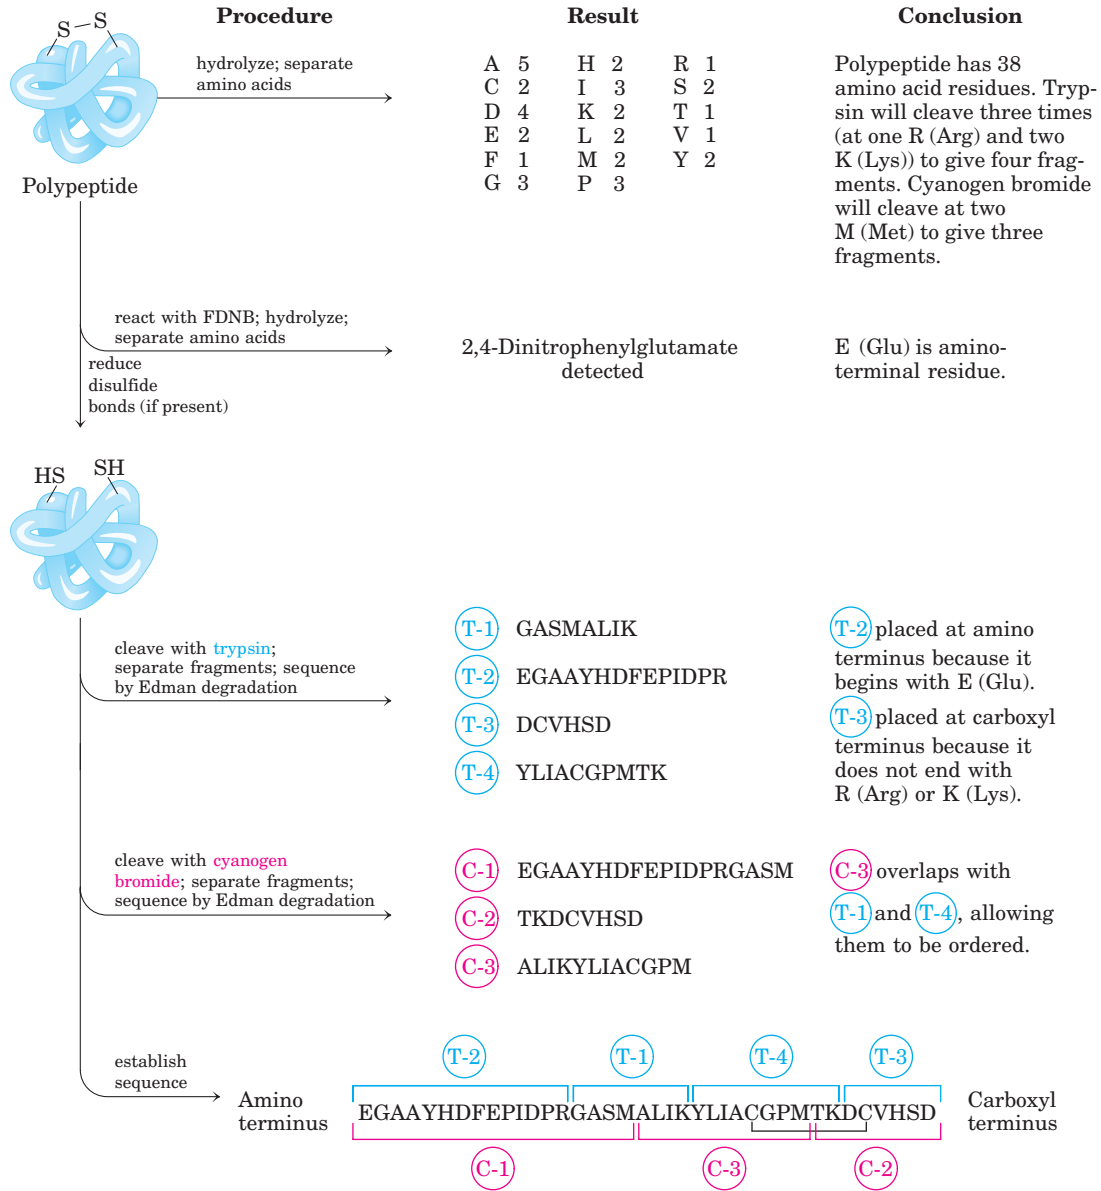 Procedure
Result
Conclusion
S
S
Polypeptide
hydrolyze; separate
amino acids
A 5 H 2 R 1
C 2 I 3 S 2
D 4 K 2 T 1
E 2 L 2 V 1
F 1 M 2 Y 2
G 3 P 3
Polypeptide has 38
amino acid residues. Tryp-
sin will cleave three times
(at one R (Arg) and two
K (Lys)) to give four frag-
ments. Cyanogen bromide
will cleave at two
M (Met) to give three
fragments.
react with FDNB; hydrolyze;
separate amino acids
2,4-Dinitrophenylglutamate
detected
E (Glu) is amino-
terminal residue.
reduce
disulfide
bonds (if present)
HS
SH
cleave with trypsin;
separate fragments; sequence
by Edman degradation
T-1 GASMALIK
T-2 EGAAYHDFEPIDPR
T-3 DCVHSD
T-4 YLIACGPMTK
T-2 placed at amino
terminus because it
begins with E (Glu).
T-3 placed at carboxyl
terminus because it
does not end with
R (Arg) or K (Lys).
cleave with cyanogen
bromide; separate fragments;
sequence by Edman degradation
C-1 EGAAYHDFEPIDPRGASM
C-2 TKDCVHSD
C-3 ALIKYLIACGPM
C-3 overlaps with
T-1 and T-4, allowing
them to be ordered.
establish
sequence
T-2 T-1 T-4 T-3
Amino
terminus
EGAAYHDFEPIDPRGASMALIKYLIACGPMTKDCVHSD
Carboxyl
terminus
C-1 C-3 C-2